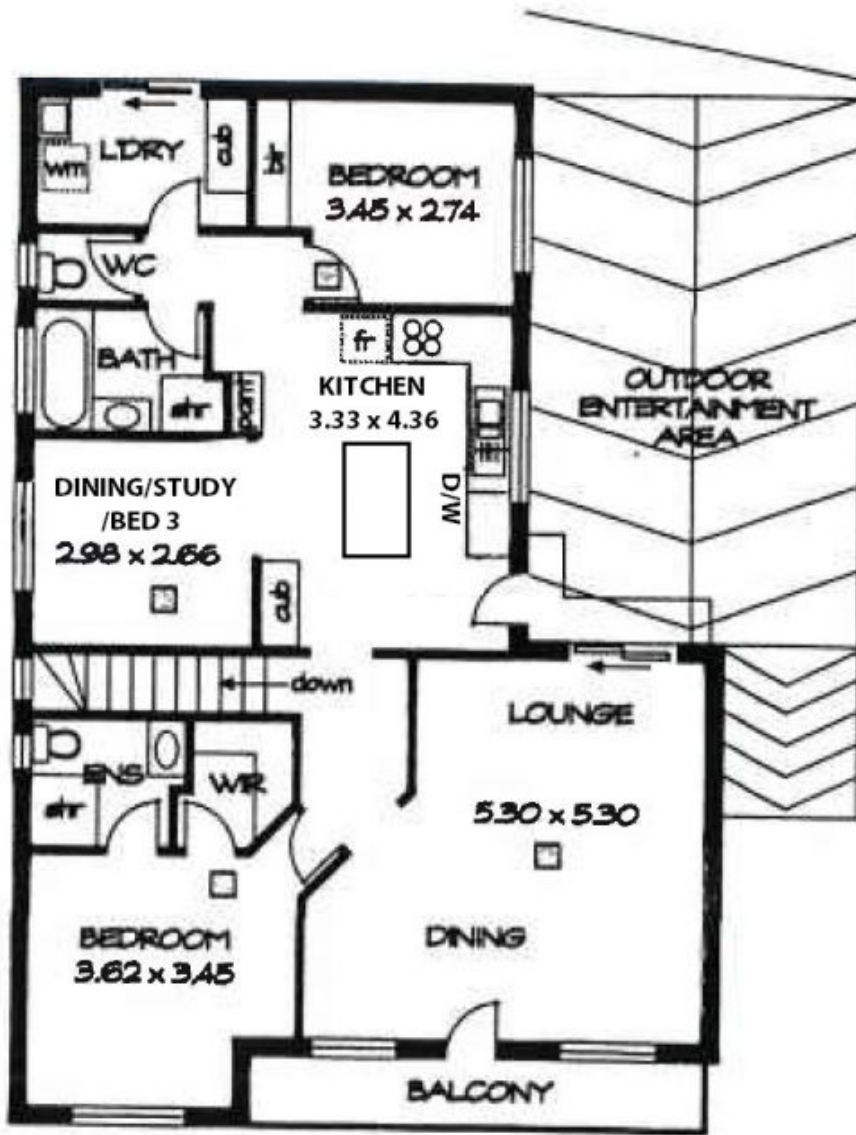 L'DRY
cub
wm
br
BEDROOM
3.45 x 2.74
WC
BATH
shr
pant
fr
KITCHEN
3.33 x 4.36
D/W
OUTDOOR
ENTERTAINMENT
AREA
DINING/STUDY
/BED 3
2.98 x 2.66
cub
down
LOUNGE
5.30 x 5.30
ENS
shr
WIR
BEDROOM
3.62 x 3.45
DINING
BALCONY